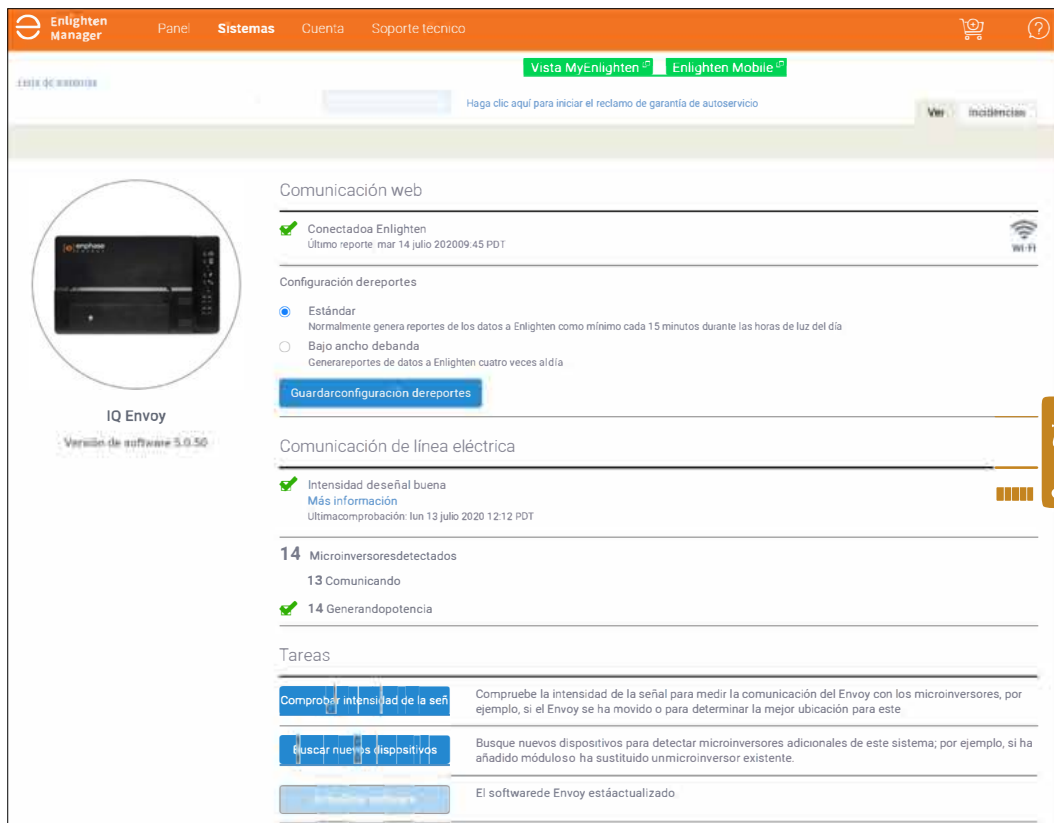 Enlighten
Manager
Panel
Sistemas
Cuenta
Soporte técnico
Vista MyEnlighten
Enlighten Mobile
Haga clic aquí para iniciar el reclamo de garantía de autoservicio
Ver
Incidencias
Comunicación web
Conectadoa Enlighten
Último reporte mar 14 julio 202009.45 PDT
WI-FI
Configuración dereportes
Estándar
Normalmente genera reportes de los datos a Enlighten como mínimo cada 15 minutos durante las horas de luz del día
Bajo ancho debanda
Generareportes de datos a Enlighten cuatro veces aldía
Guardarconfiguración dereportes
enphase
IQ Envoy
Versión de software 5.0.50
Comunicación de línea eléctrica
Intensidad deseñal buena
Más información
Ultimacomprobación: lun 13 julio 2020 12:12 PDT
14 Microinversoresdetectados
13 Comunicando
14 Generandopotencia
Tareas
Comprobar intensidad de la señ
Compruebe la intensidad de la señal para medir la comunicación del Envoy con los microinversores, por
ejemplo, si el Envoy se ha movido o para determinar la mejor ubicación para este
Buscar nuevos dispositivos
Busque nuevos dispositivos para detectar microinversores adicionales de este sistema; por ejemplo, si ha
añadido móduloso ha sustituido unmicroinversor existente.
El softwarede Envoy estáactualizado